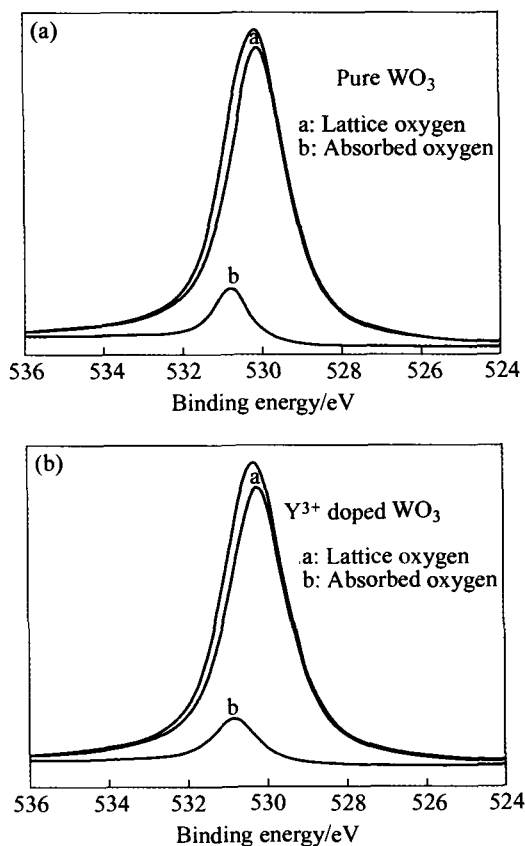 (a)
a
Pure WO₃
a: Lattice oxygen
b: Absorbed oxygen
b
536 534 532 530 528 526 524
Binding energy/eV
(b)
a
Y³⁺ doped WO₃
a: Lattice oxygen
b: Absorbed oxygen
b
536 534 532 530 528 526 524
Binding energy/eV